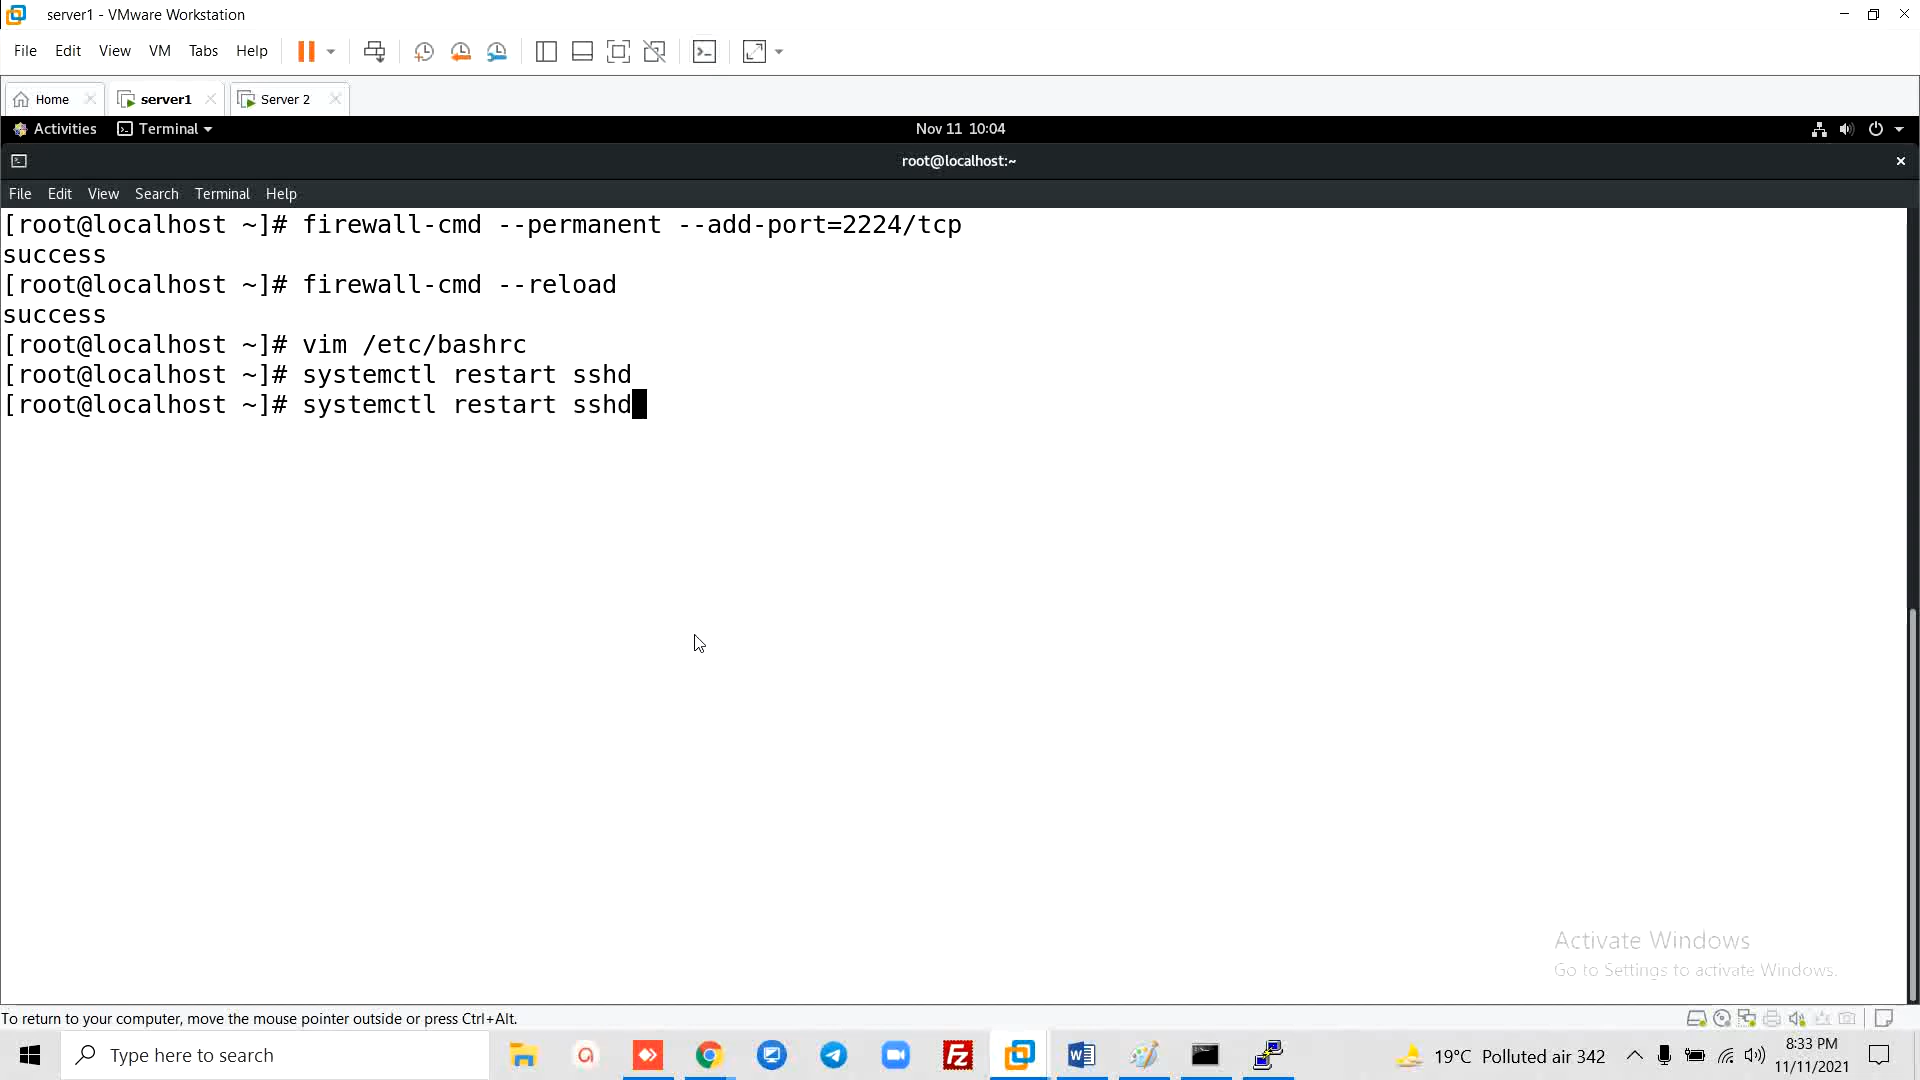 server1 - VMware Workstation
File Edit View VM Tabs Help
Home server1 Server 2
Activities Terminal Nov 11 10:04
root@localhost:~
File Edit View Search Terminal Help
[root@localhost ~]# firewall-cmd --permanent --add-port=2224/tcp
success
[root@localhost ~]# firewall-cmd --reload
success
[root@localhost ~]# vim /etc/bashrc
[root@localhost ~]# systemctl restart sshd
[root@localhost ~]# systemctl restart sshd
Activate Windows
Go to Settings to activate Windows.
To return to your computer, move the mouse pointer outside or press Ctrl+Alt.
Type here to search
19°C Polluted air 342
8:33 PM
11/11/2021